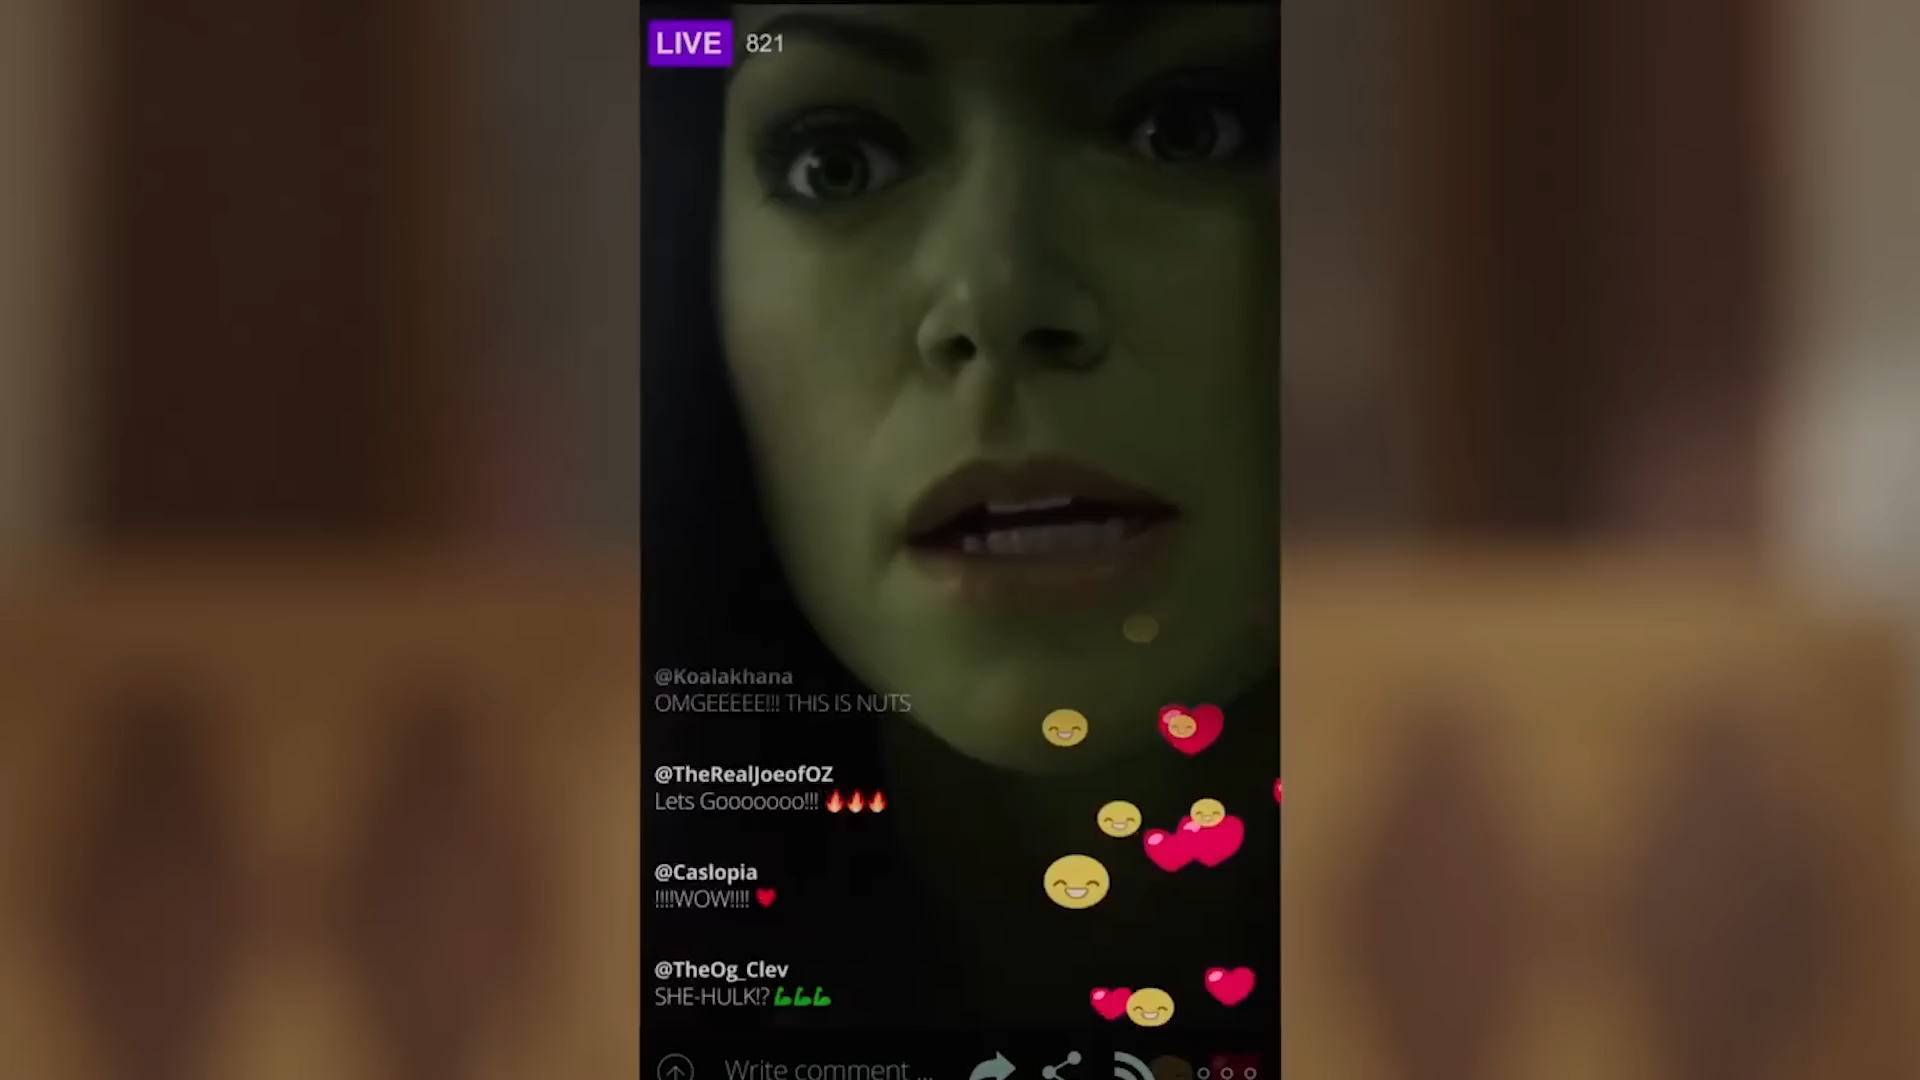 LIVE 821
@Koalakhana
OMGEEEEE!!! THIS IS NUTS
@TheRealJoeofOZ
Lets Gooooooo!!! 🔥🔥🔥
@Caslopia
!!!!WOW!!!! ❤️
@TheOg_Clev
SHE-HULK!? 💪💪💪
Write comment ...